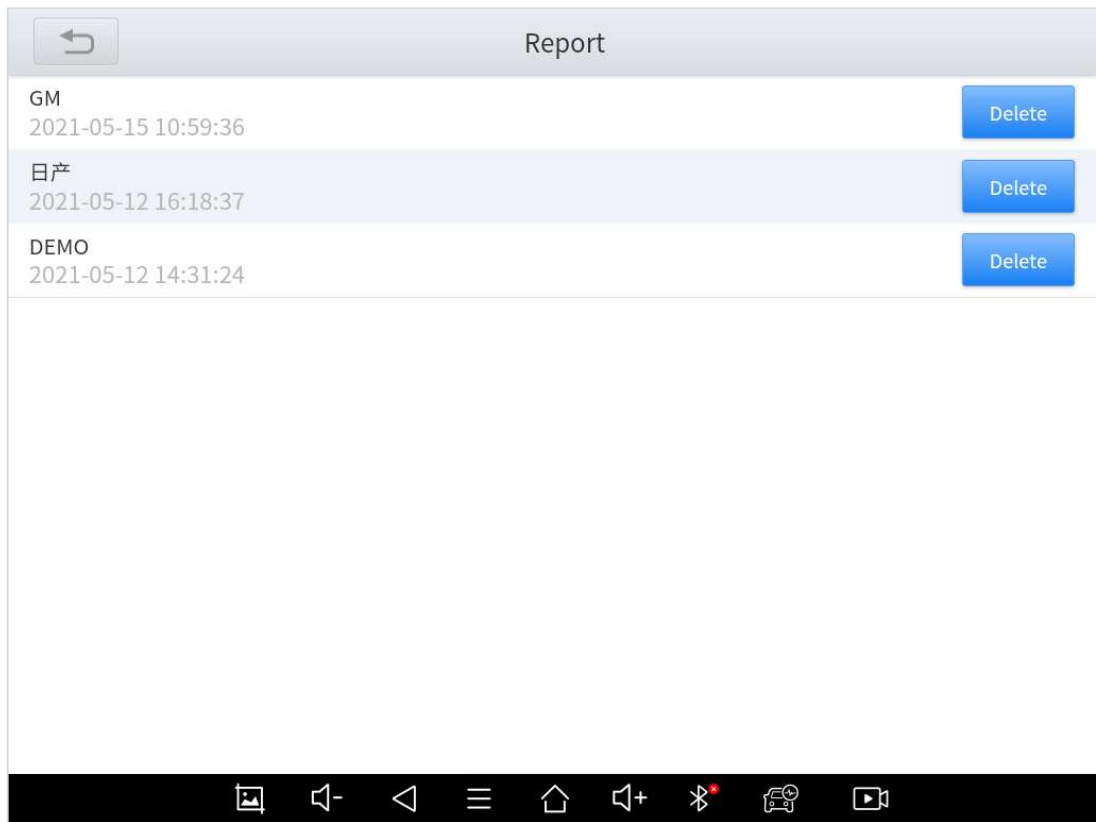 Report
GM
2021-05-15 10:59:36
Delete
日产
2021-05-12 16:18:37
Delete
DEMO
2021-05-12 14:31:24
Delete